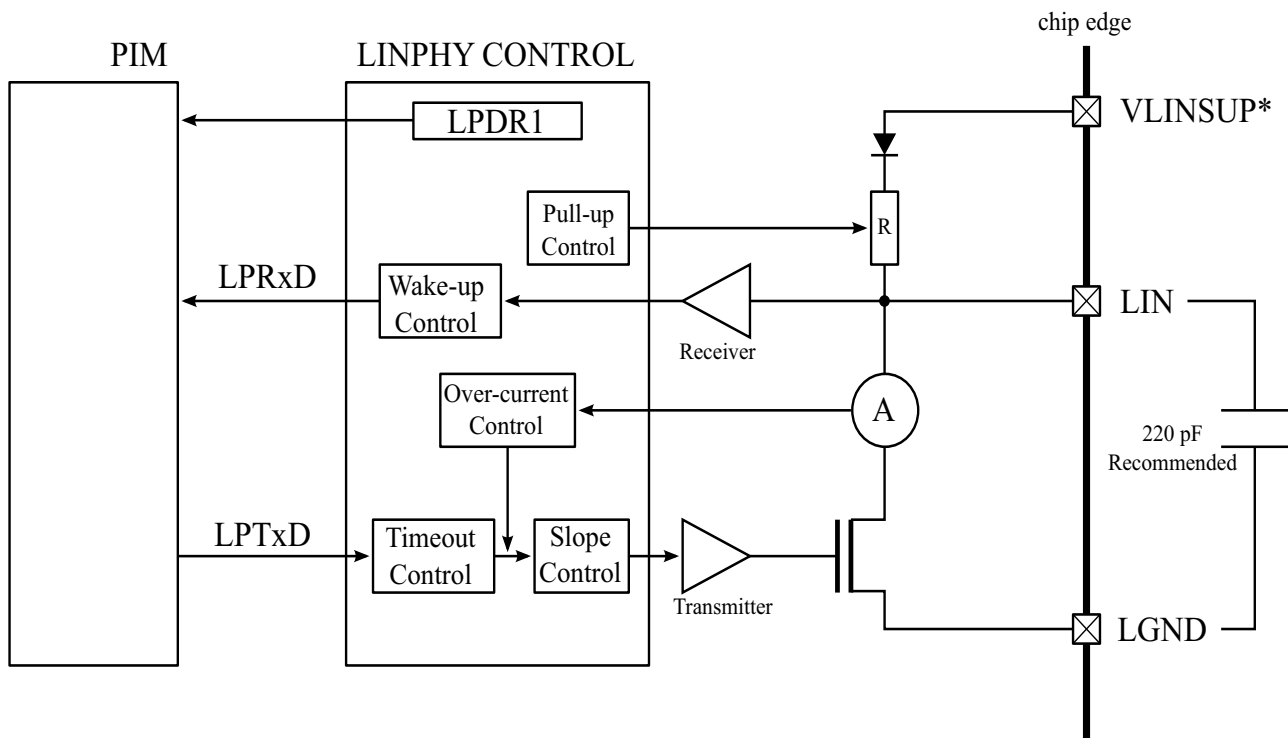 chip edge
PIM
LINPHY CONTROL
VLINSUP*
LPDR1
Pull-up
Control
R
LPRxD
Wake-up
Control
Receiver
LIN
Over-current
Control
A
220 pF
Recommended
LPTxD
Timeout
Control
Slope
Control
Transmitter
LGND